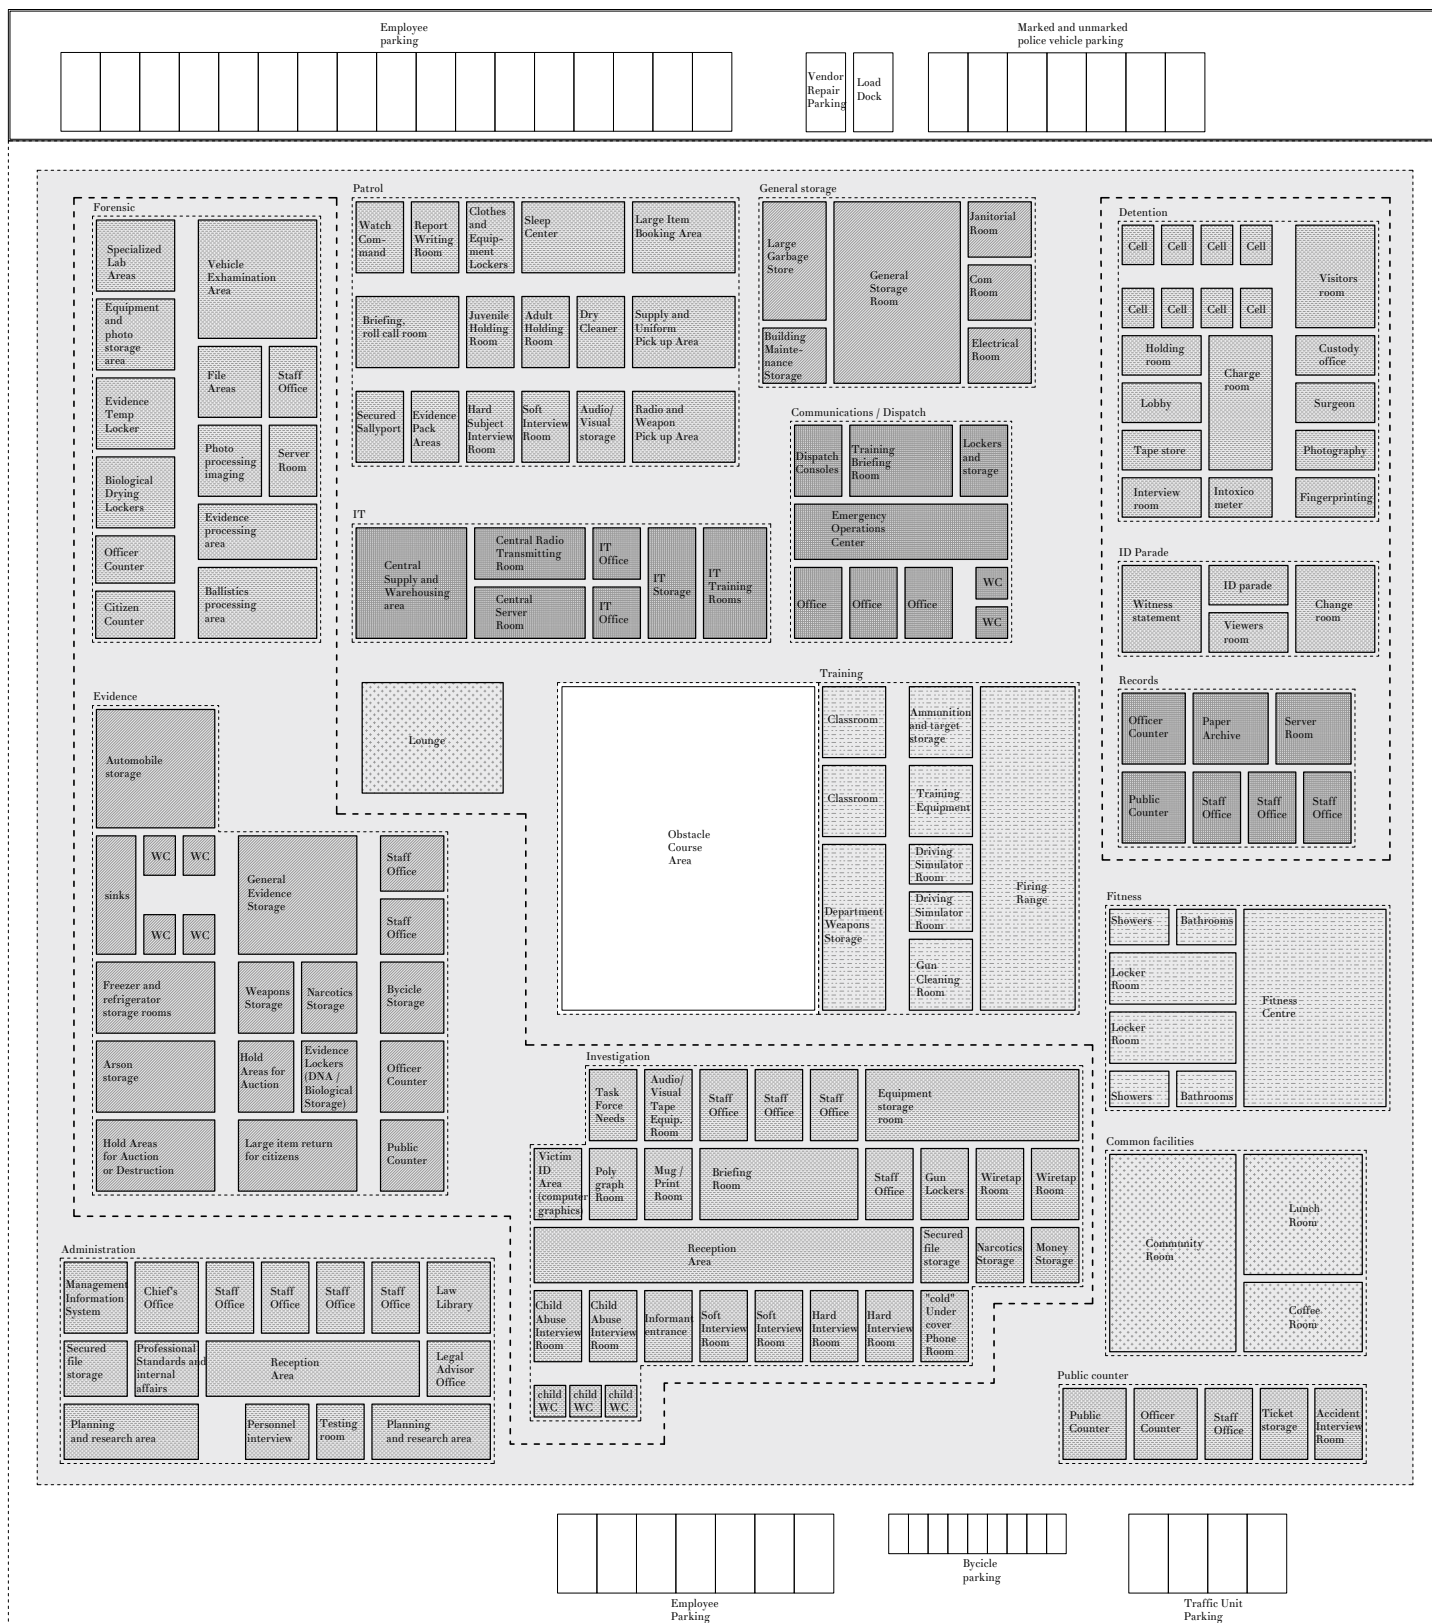 Employee
parking
Marked and unmarked
police vehicle parking
Vendor
Repair
Parking
Load
Dock
Forensic
Specialized
Lab
Areas
Vehicle
Exhamination
Area
Equipment
and
photo
storage
area
File
Areas
Staff
Office
Evidence
Temp
Locker
Photo
processing
imaging
Server
Room
Biological
Drying
Lockers
Evidence
processing
area
Officer
Counter
Ballistics
processing
area
Citizen
Counter
Patrol
Watch
Com-
mand
Report
Writing
Room
Clothes
and
Equip-
ment
Lockers
Sleep
Center
Large Item
Booking Area
Briefing,
roll call room
Juvenile
Holding
Room
Adult
Holding
Room
Dry
Cleaner
Supply and
Uniform
Pick up Area
Secured
Sallyport
Evidence
Pack
Areas
Hard
Subject
Interview
Room
Soft
Interview
Room
Audio/
Visual
storage
Radio and
Weapon
Pick up Area
General storage
Large
Garbage
Store
General
Storage
Room
Janitorial
Room
Com
Room
Building
Mainte-
nance
Storage
Electrical
Room
Communications / Dispatch
Dispatch
Consoles
Training
Briefing
Room
Lockers
and
storage
Emergency
Operations
Center
Office
Office
Office
WC
WC
IT
Central
Supply and
Warehousing
area
Central Radio
Transmitting
Room
Central
Server
Room
IT
Office
IT
Office
IT
Storage
IT
Training
Rooms
Detention
Cell
Cell
Cell
Cell
Cell
Cell
Cell
Cell
Visitors
room
Holding
room
Charge
room
Custody
office
Lobby
Surgeon
Tape store
Photography
Interview
room
Intoxico
meter
Fingerprinting
ID Parade
Witness
statement
ID parade
Viewers
room
Change
room
Records
Officer
Counter
Paper
Archive
Server
Room
Public
Counter
Staff
Office
Staff
Office
Staff
Office
Lounge
Evidence
Automobile
storage
sinks
WC
WC
WC
WC
General
Evidence
Storage
Staff
Office
Staff
Office
Freezer and
refrigerator
storage rooms
Weapons
Storage
Narcotics
Storage
Bycicle
Storage
Arson
storage
Hold
Areas for
Auction
Evidence
Lockers
(DNA /
Biological
Storage)
Officer
Counter
Hold Areas
for Auction
or Destruction
Large item return
for citizens
Public
Counter
Obstacle
Course
Area
Training
Classroom
Ammunition
and target
storage
Classroom
Training
Equipment
Driving
Simulator
Room
Driving
Simulator
Room
Department
Weapons
Storage
Gun
Cleaning
Room
Firing
Range
Fitness
Showers
Bathrooms
Locker
Room
Locker
Room
Showers
Bathrooms
Fitness
Centre
Investigation
Task
Force
Needs
Audio/
Visual
Tape
Equip.
Room
Staff
Office
Staff
Office
Staff
Office
Equipment
storage
room
Victim
ID
Area
(computer
graphics)
Poly
graph
Room
Mug /
Print
Room
Briefing
Room
Staff
Office
Gun
Lockers
Wiretap
Room
Wiretap
Room
Reception
Area
Secured
file
storage
Narcotics
Storage
Money
Storage
Child
Abuse
Interview
Room
Child
Abuse
Interview
Room
Informant
entrance
Soft
Interview
Room
Soft
Interview
Room
Hard
Interview
Room
Hard
Interview
Room
"cold"
Under
cover
Phone
Room
child
WC
child
WC
child
WC
Common facilities
Community
Room
Lunch
Room
Coffee
Room
Administration
Management
Information
System
Chief's
Office
Staff
Office
Staff
Office
Staff
Office
Staff
Office
Law
Library
Secured
file
storage
Professional
Standards and
internal
affairs
Reception
Area
Legal
Advisor
Office
Planning
and research area
Personnel
interview
Testing
room
Planning
and research area
Public counter
Public
Counter
Officer
Counter
Staff
Office
Ticket
storage
Accident
Interview
Room
Employee
Parking
Bycicle
parking
Traffic Unit
Parking